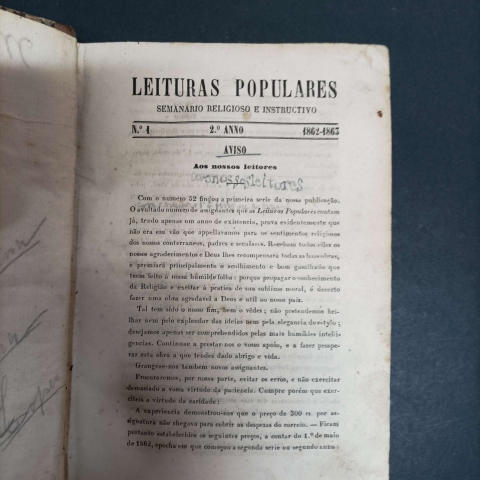 LEITURAS POPULARES
SEMANÁRIO RELIGIOSO E INSTRUCTIVO
N.º 1 2.º ANNO 1862-1863
AVISO
Aos nossos leitores
aos nossos leitores
Com o numero 52 findou a primeira serie da nossa publicação.
O avultado numero de assignantes que as Leituras Populares contam
já, tendo apenas um anno de existencia, prova evidentemente que
não era em vão que appellavamos para os sentimentos religiosos
dos nossos conterraneos, padres e seculares. Recebam todos elles os
nossos agradecimentos e Deus lhes recompensará todas as boas obras,
e premiará principalmente o acolhimento e bom gasalhado que
teem feito á nossa humilde folha: porque propagar o conhecimento
da Religião e excitar á pratica de sua sublime moral, é decerto
fazer uma obra agradavel a Deus e util ao nosso paiz.
Tal tem sido o nosso fim, bem o vêdes; não pretendemos bri-
lhar nem pelo esplendor das ideias nem pela elegancia do estylo;
desejamos apenas ser comprehendidos pelas mais humildes intelli-
gencias. Continuae a prestar-nos o vosso apoio, e a fazer prospe-
rar esta obra a que tendes dado abrigo e vida.
Grangeae-nos tambem novos assignantes.
Procuraremos, por nossa parte, evitar os erros, e não exercitar
demasiado a vossa virtude da paciencia. Cumpre porém que exer-
citeis a virtude da caridade:
A experiencia demonstrou-nos que o preço de 300 rs. por as-
signatura não chegava para cobrir as despezas do correio. — Ficam
portanto estabelecidos os seguintes preços, a contar do 1.º de maio
de 1862, epocha em que começou a segunda serie ou segundo anno